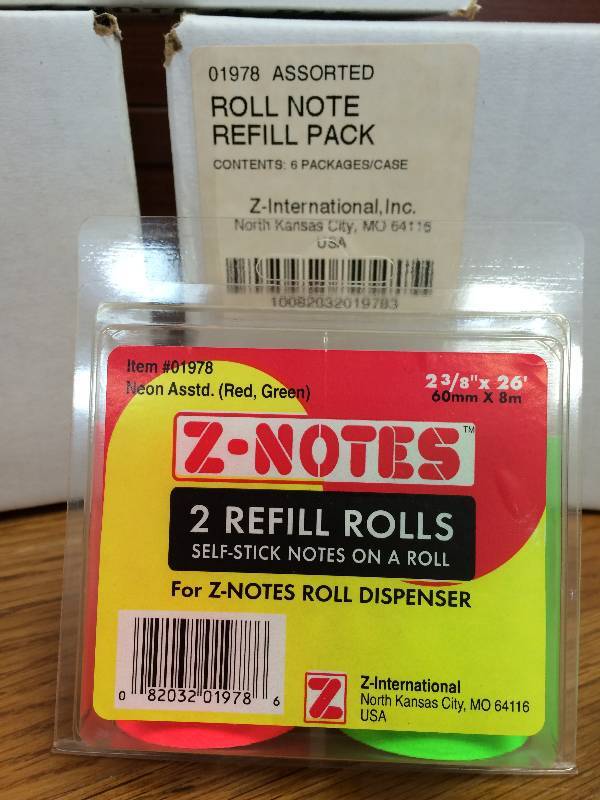 01978 ASSORTED
ROLL NOTE
REFILL PACK
CONTENTS: 6 PACKAGES/CASE
Z-International, Inc.
North Kansas City, MO 64116
USA
10082032019783
Item #01978
Neon Asstd. (Red, Green)
2 3/8" x 26'
60mm X 8m
Z-NOTES™
2 REFILL ROLLS
SELF-STICK NOTES ON A ROLL
For Z-NOTES ROLL DISPENSER
0 82032 01978 6
Z
Z-International
North Kansas City, MO 64116
USA